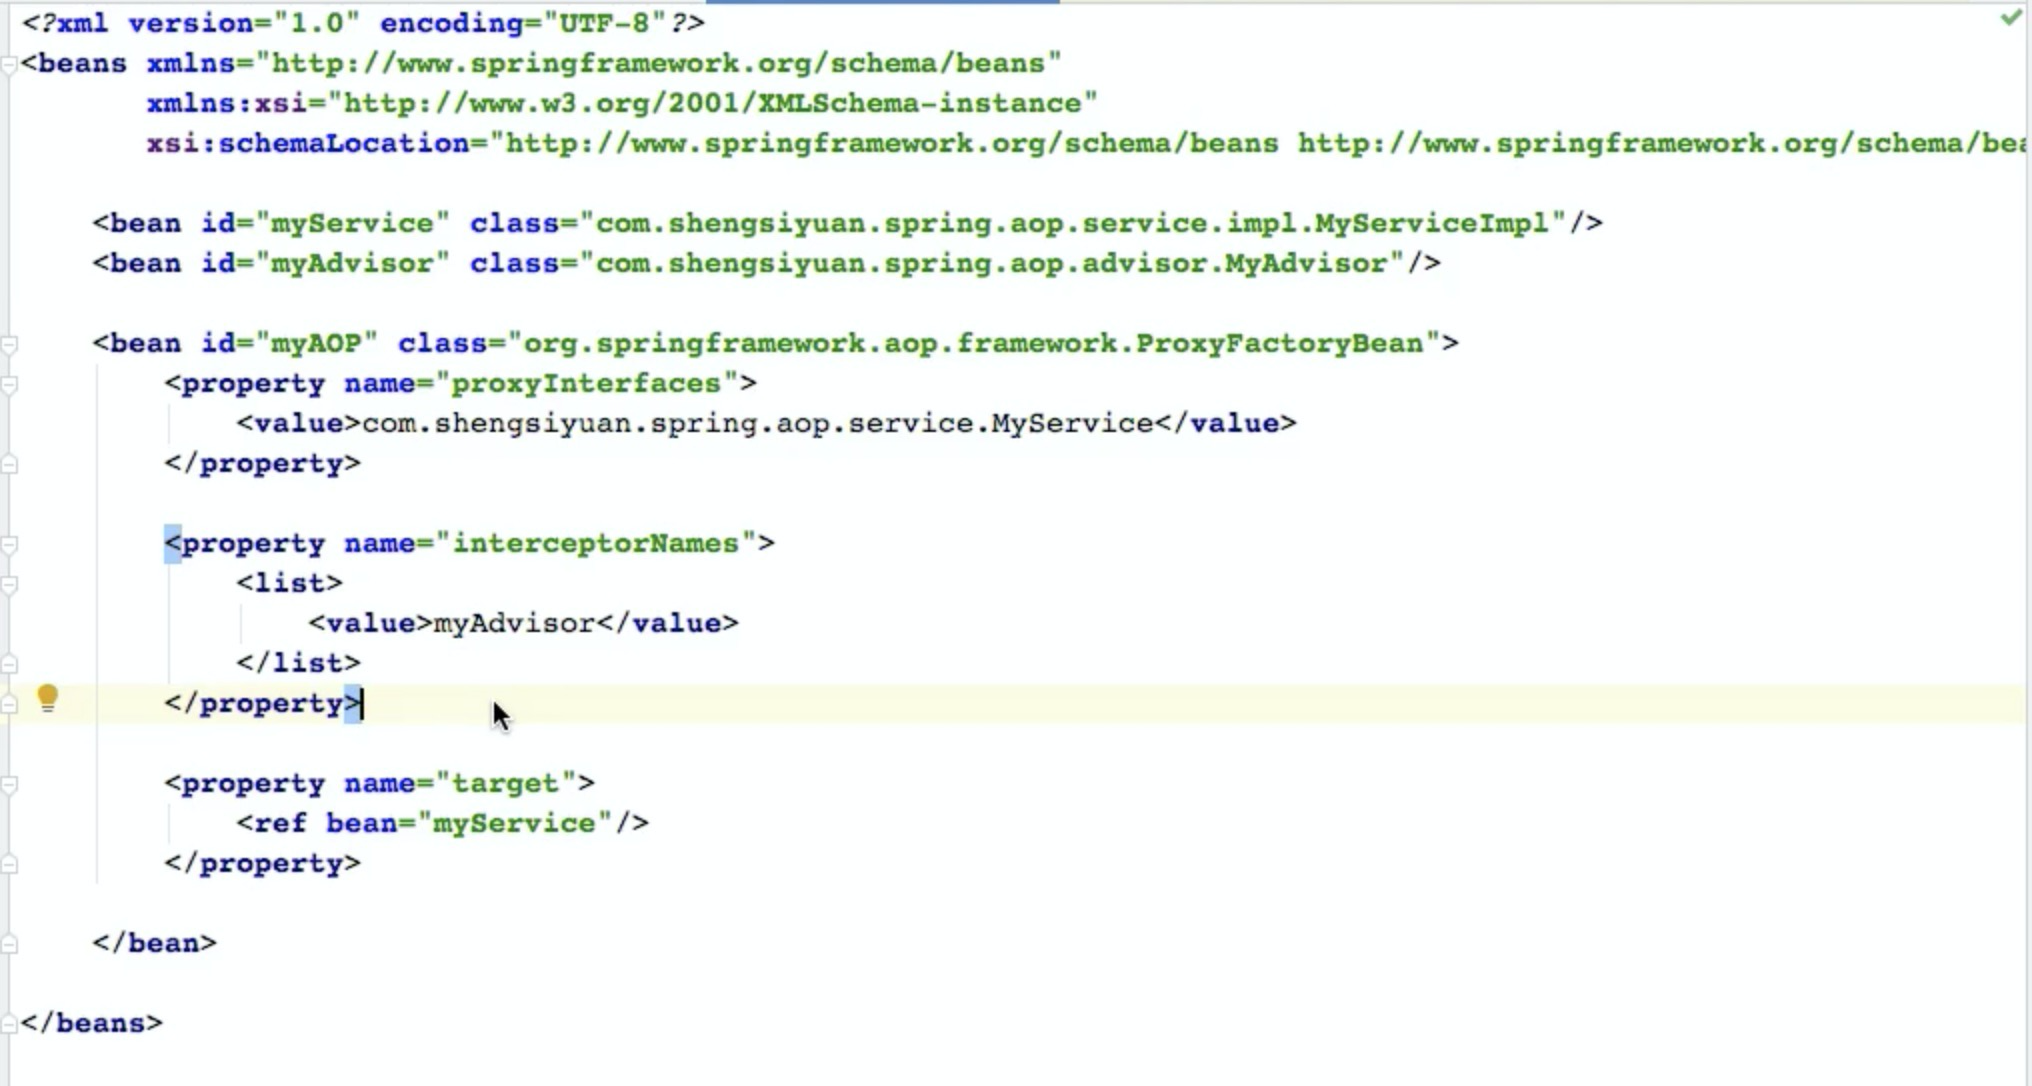 <?xml version="1.0" encoding="UTF-8"?>
<beans xmlns="http://www.springframework.org/schema/beans"
xmlns:xsi="http://www.w3.org/2001/XMLSchema-instance"
xsi:schemaLocation="http://www.springframework.org/schema/beans http://www.springframework.org/schema/bea
<bean id="myService" class="com.shengsiyuan.spring.aop.service.impl.MyServiceImpl"/>
<bean id="myAdvisor" class="com.shengsiyuan.spring.aop.advisor.MyAdvisor"/>
<bean id="myAOP" class="org.springframework.aop.framework.ProxyFactoryBean">
<property name="proxyInterfaces">
<value>com.shengsiyuan.spring.aop.service.MyService</value>
</property>
<property name="interceptorNames">
<list>
<value>myAdvisor</value>
</list>
</property>
<property name="target">
<ref bean="myService"/>
</property>
</bean>
</beans>